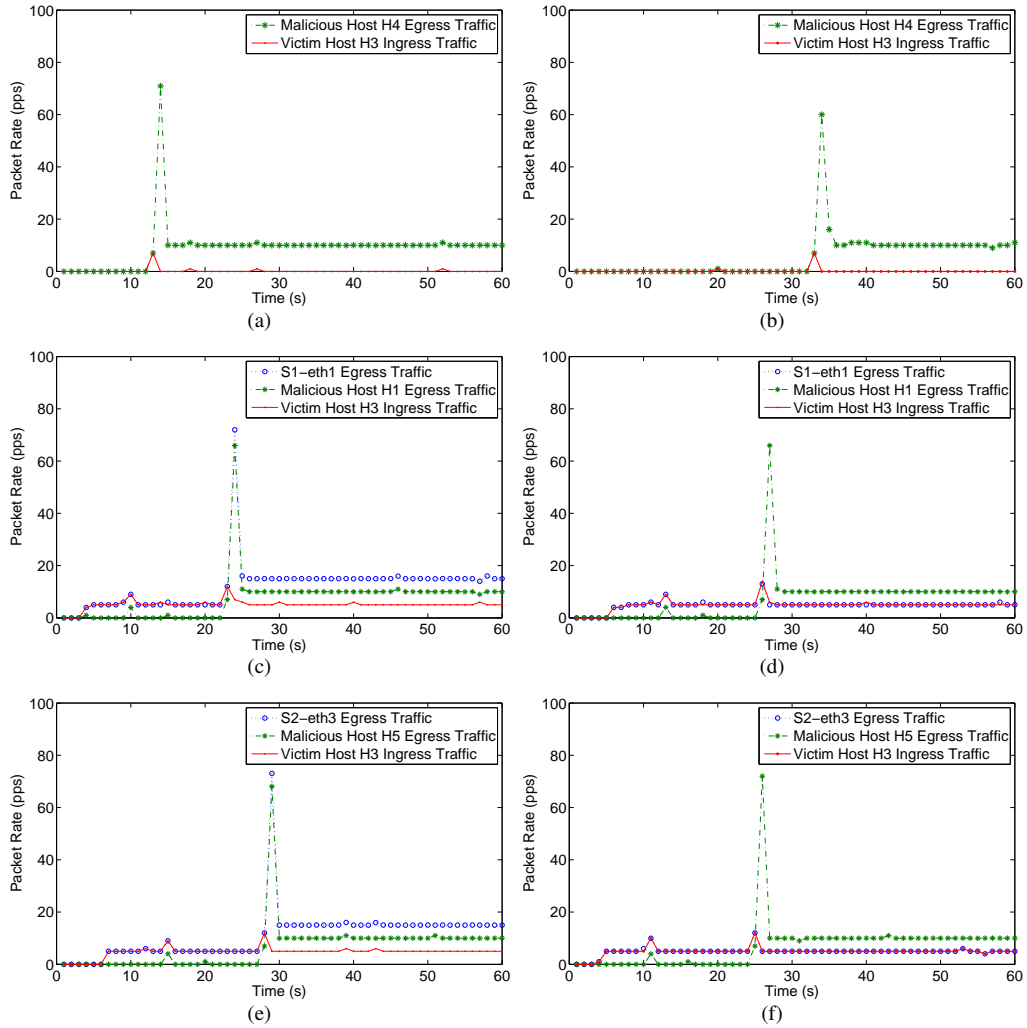 Malicious Host H4 Egress Traffic
Victim Host H3 Ingress Traffic
100
80
60
40
20
0
Packet Rate (pps)
0 10 20 30 40 50 60
Time (s)
(a)
Malicious Host H4 Egress Traffic
Victim Host H3 Ingress Traffic
100
80
60
40
20
0
Packet Rate (pps)
0 10 20 30 40 50 60
Time (s)
(b)
S1-eth1 Egress Traffic
Malicious Host H1 Egress Traffic
Victim Host H3 Ingress Traffic
100
80
60
40
20
0
Packet Rate (pps)
0 10 20 30 40 50 60
Time (s)
(c)
S1-eth1 Egress Traffic
Malicious Host H1 Egress Traffic
Victim Host H3 Ingress Traffic
100
80
60
40
20
0
Packet Rate (pps)
0 10 20 30 40 50 60
Time (s)
(d)
S2-eth3 Egress Traffic
Malicious Host H5 Egress Traffic
Victim Host H3 Ingress Traffic
100
80
60
40
20
0
Packet Rate (pps)
0 10 20 30 40 50 60
Time (s)
(e)
S2-eth3 Egress Traffic
Malicious Host H5 Egress Traffic
Victim Host H3 Ingress Traffic
100
80
60
40
20
0
Packet Rate (pps)
0 10 20 30 40 50 60
Time (s)
(f)